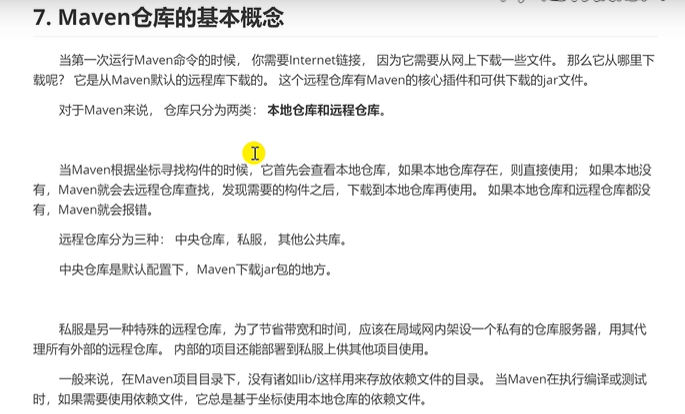 7. Maven仓库的基本概念
当第一次运行Maven命令的时候， 你需要Internet链接， 因为它需要从网上下载一些文件。 那么它从哪里下
载呢？ 它是从Maven默认的远程库下载的。 这个远程仓库有Maven的核心插件和可供下载的jar文件。
对于Maven来说， 仓库只分为两类： 本地仓库和远程仓库。
当Maven根据坐标寻找构件的时候，它首先会查看本地仓库，如果本地仓库存在，则直接使用； 如果本地没
有，Maven就会去远程仓库查找，发现需要的构件之后，下载到本地仓库再使用。 如果本地仓库和远程仓库都没
有，Maven就会报错。
远程仓库分为三种： 中央仓库，私服， 其他公共库。
中央仓库是默认配置下，Maven下载jar包的地方。
私服是另一种特殊的远程仓库，为了节省带宽和时间，应该在局域网内架设一个私有的仓库服务器，用其代
理所有外部的远程仓库。 内部的项目还能部署到私服上供其他项目使用。
一般来说，在Maven项目目录下，没有诸如lib/这样用来存放依赖文件的目录。 当Maven在执行编译或测试
时，如果需要使用依赖文件，它总是基于坐标使用本地仓库的依赖文件。